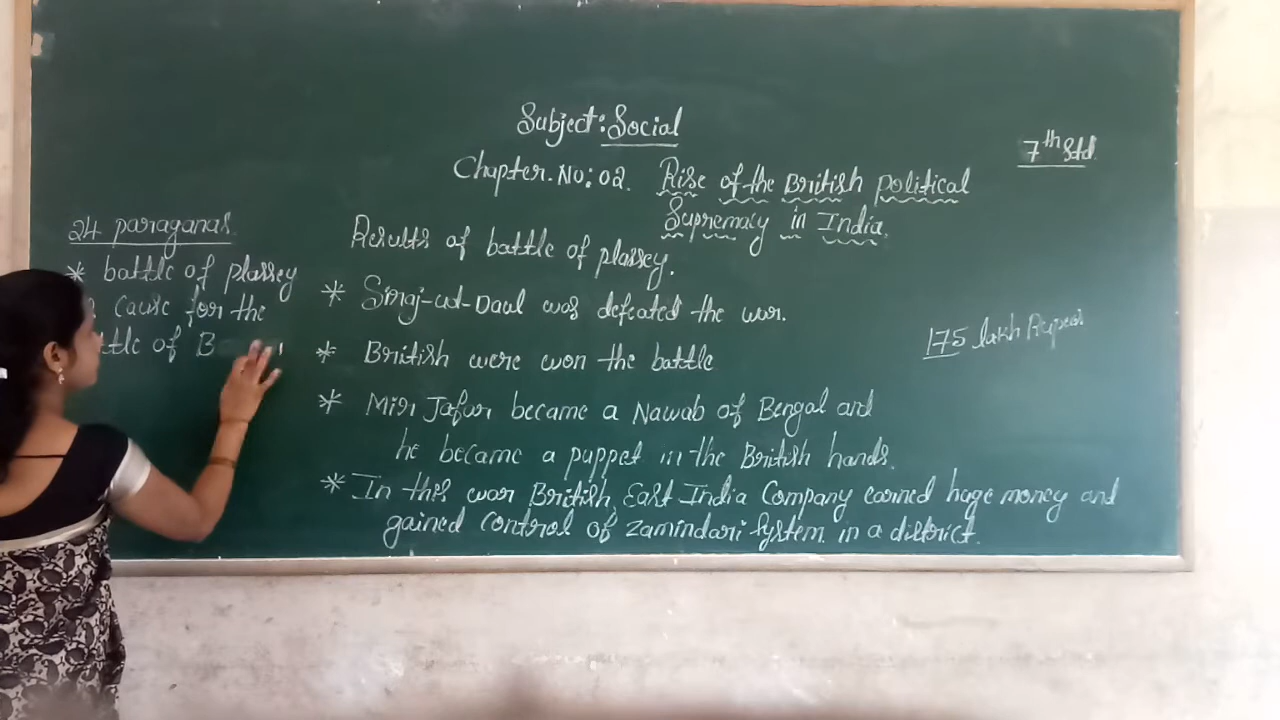 Subject: Social
7th Std
Chapter. No: 02. Rise of the British political
Supremacy in India.
24 paraganas.
* battle of plassey
cause for the
of
Results of battle of plassey.
* Siraj-ud-Daul was defeated the war.
* British were won the battle
* Mir Jafar became a Nawab of Bengal and
he became a puppet in the British hands.
* In this war British, East India Company earned huge money and
gained control of zamindari system in a district.
175 lakh Rupees